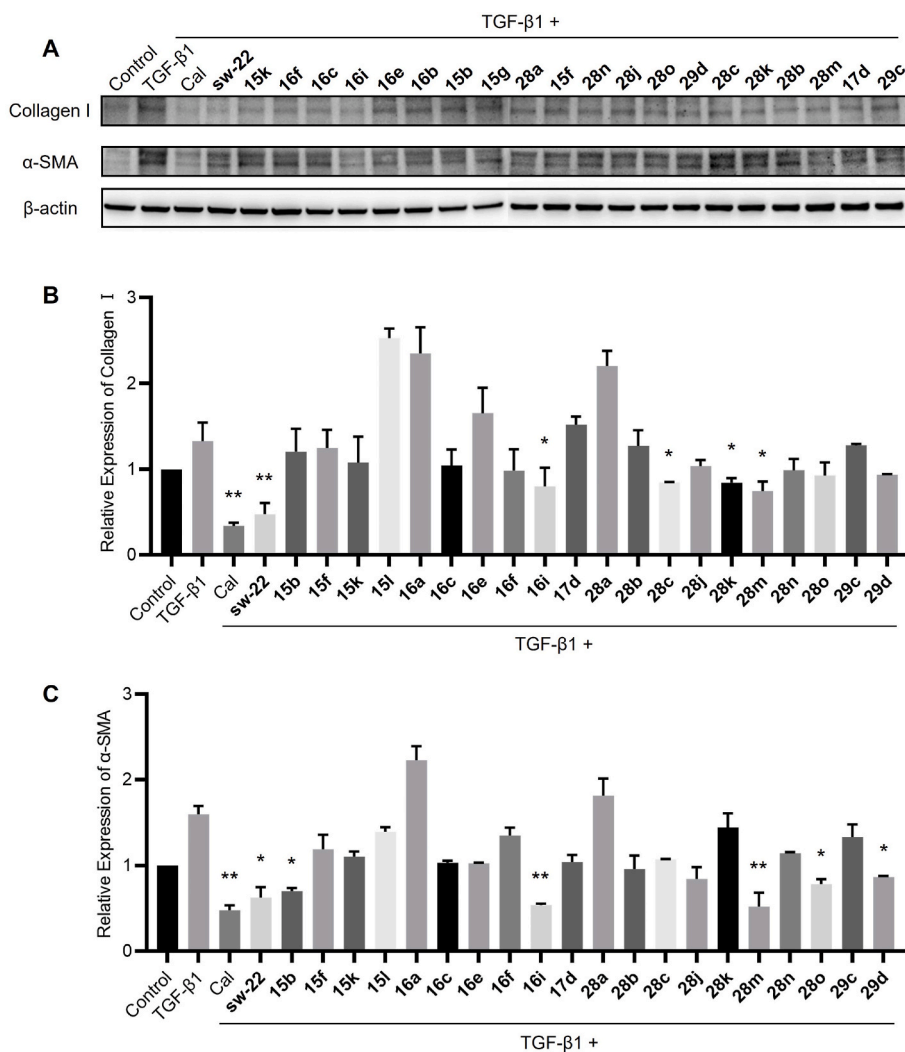 TGF-β1 +
A
Control TGF-β1 Cal sw-22 15k 16f 16c 16i 16e 16b 15b 15g 28a 15f 28n 28j 28o 29d 28c 28k 28b 28m 17d 29c
Collagen I
α-SMA
β-actin
B
Relative Expression of Collagen I
3
2
1
0
** ** * * * *
Control TGF-β1 Cal sw-22 15b 15f 15k 15l 16a 16c 16e 16f 16i 17d 28a 28b 28c 28j 28k 28m 28n 28o 29c 29d
TGF-β1 +
C
Relative Expression of α-SMA
3
2
1
0
** * * ** ** * *
Control TGF-β1 Cal sw-22 15b 15f 15k 15l 16a 16c 16e 16f 16i 17d 28a 28b 28c 28j 28k 28m 28n 28o 29c 29d
TGF-β1 +